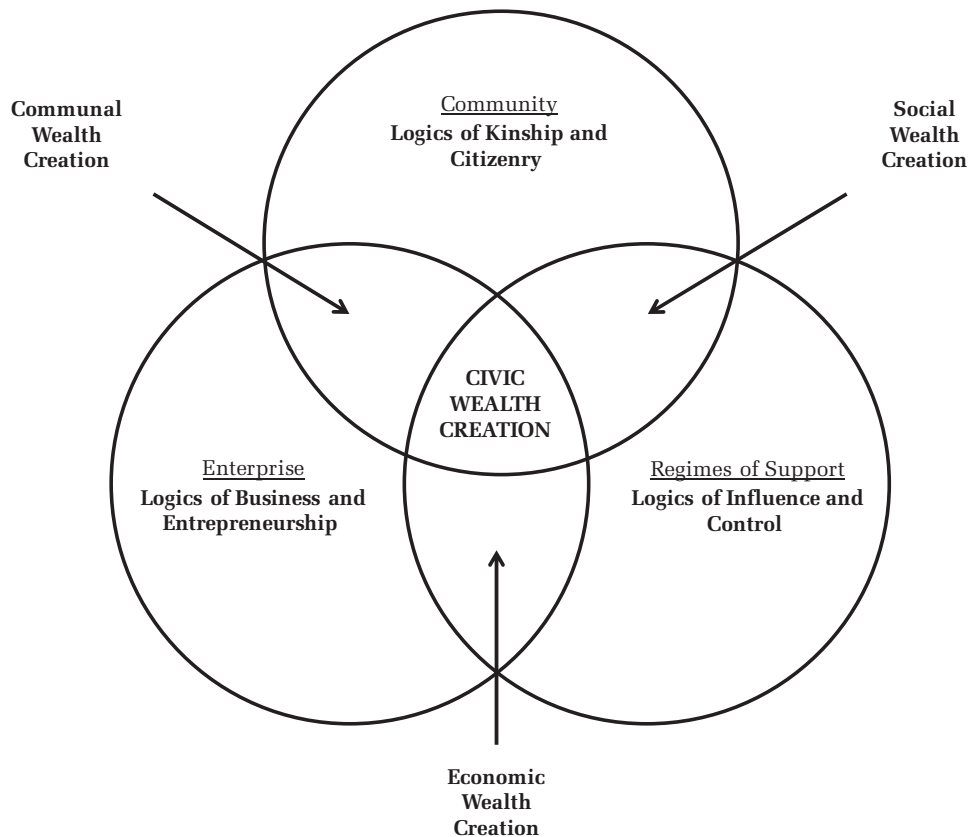 Communal
Wealth
Creation
Community
Logics of Kinship and
Citizenry
Social
Wealth
Creation
CIVIC
WEALTH
CREATION
Enterprise
Logics of Business and
Entrepreneurship
Regimes of Support
Logics of Influence and
Control
Economic
Wealth
Creation